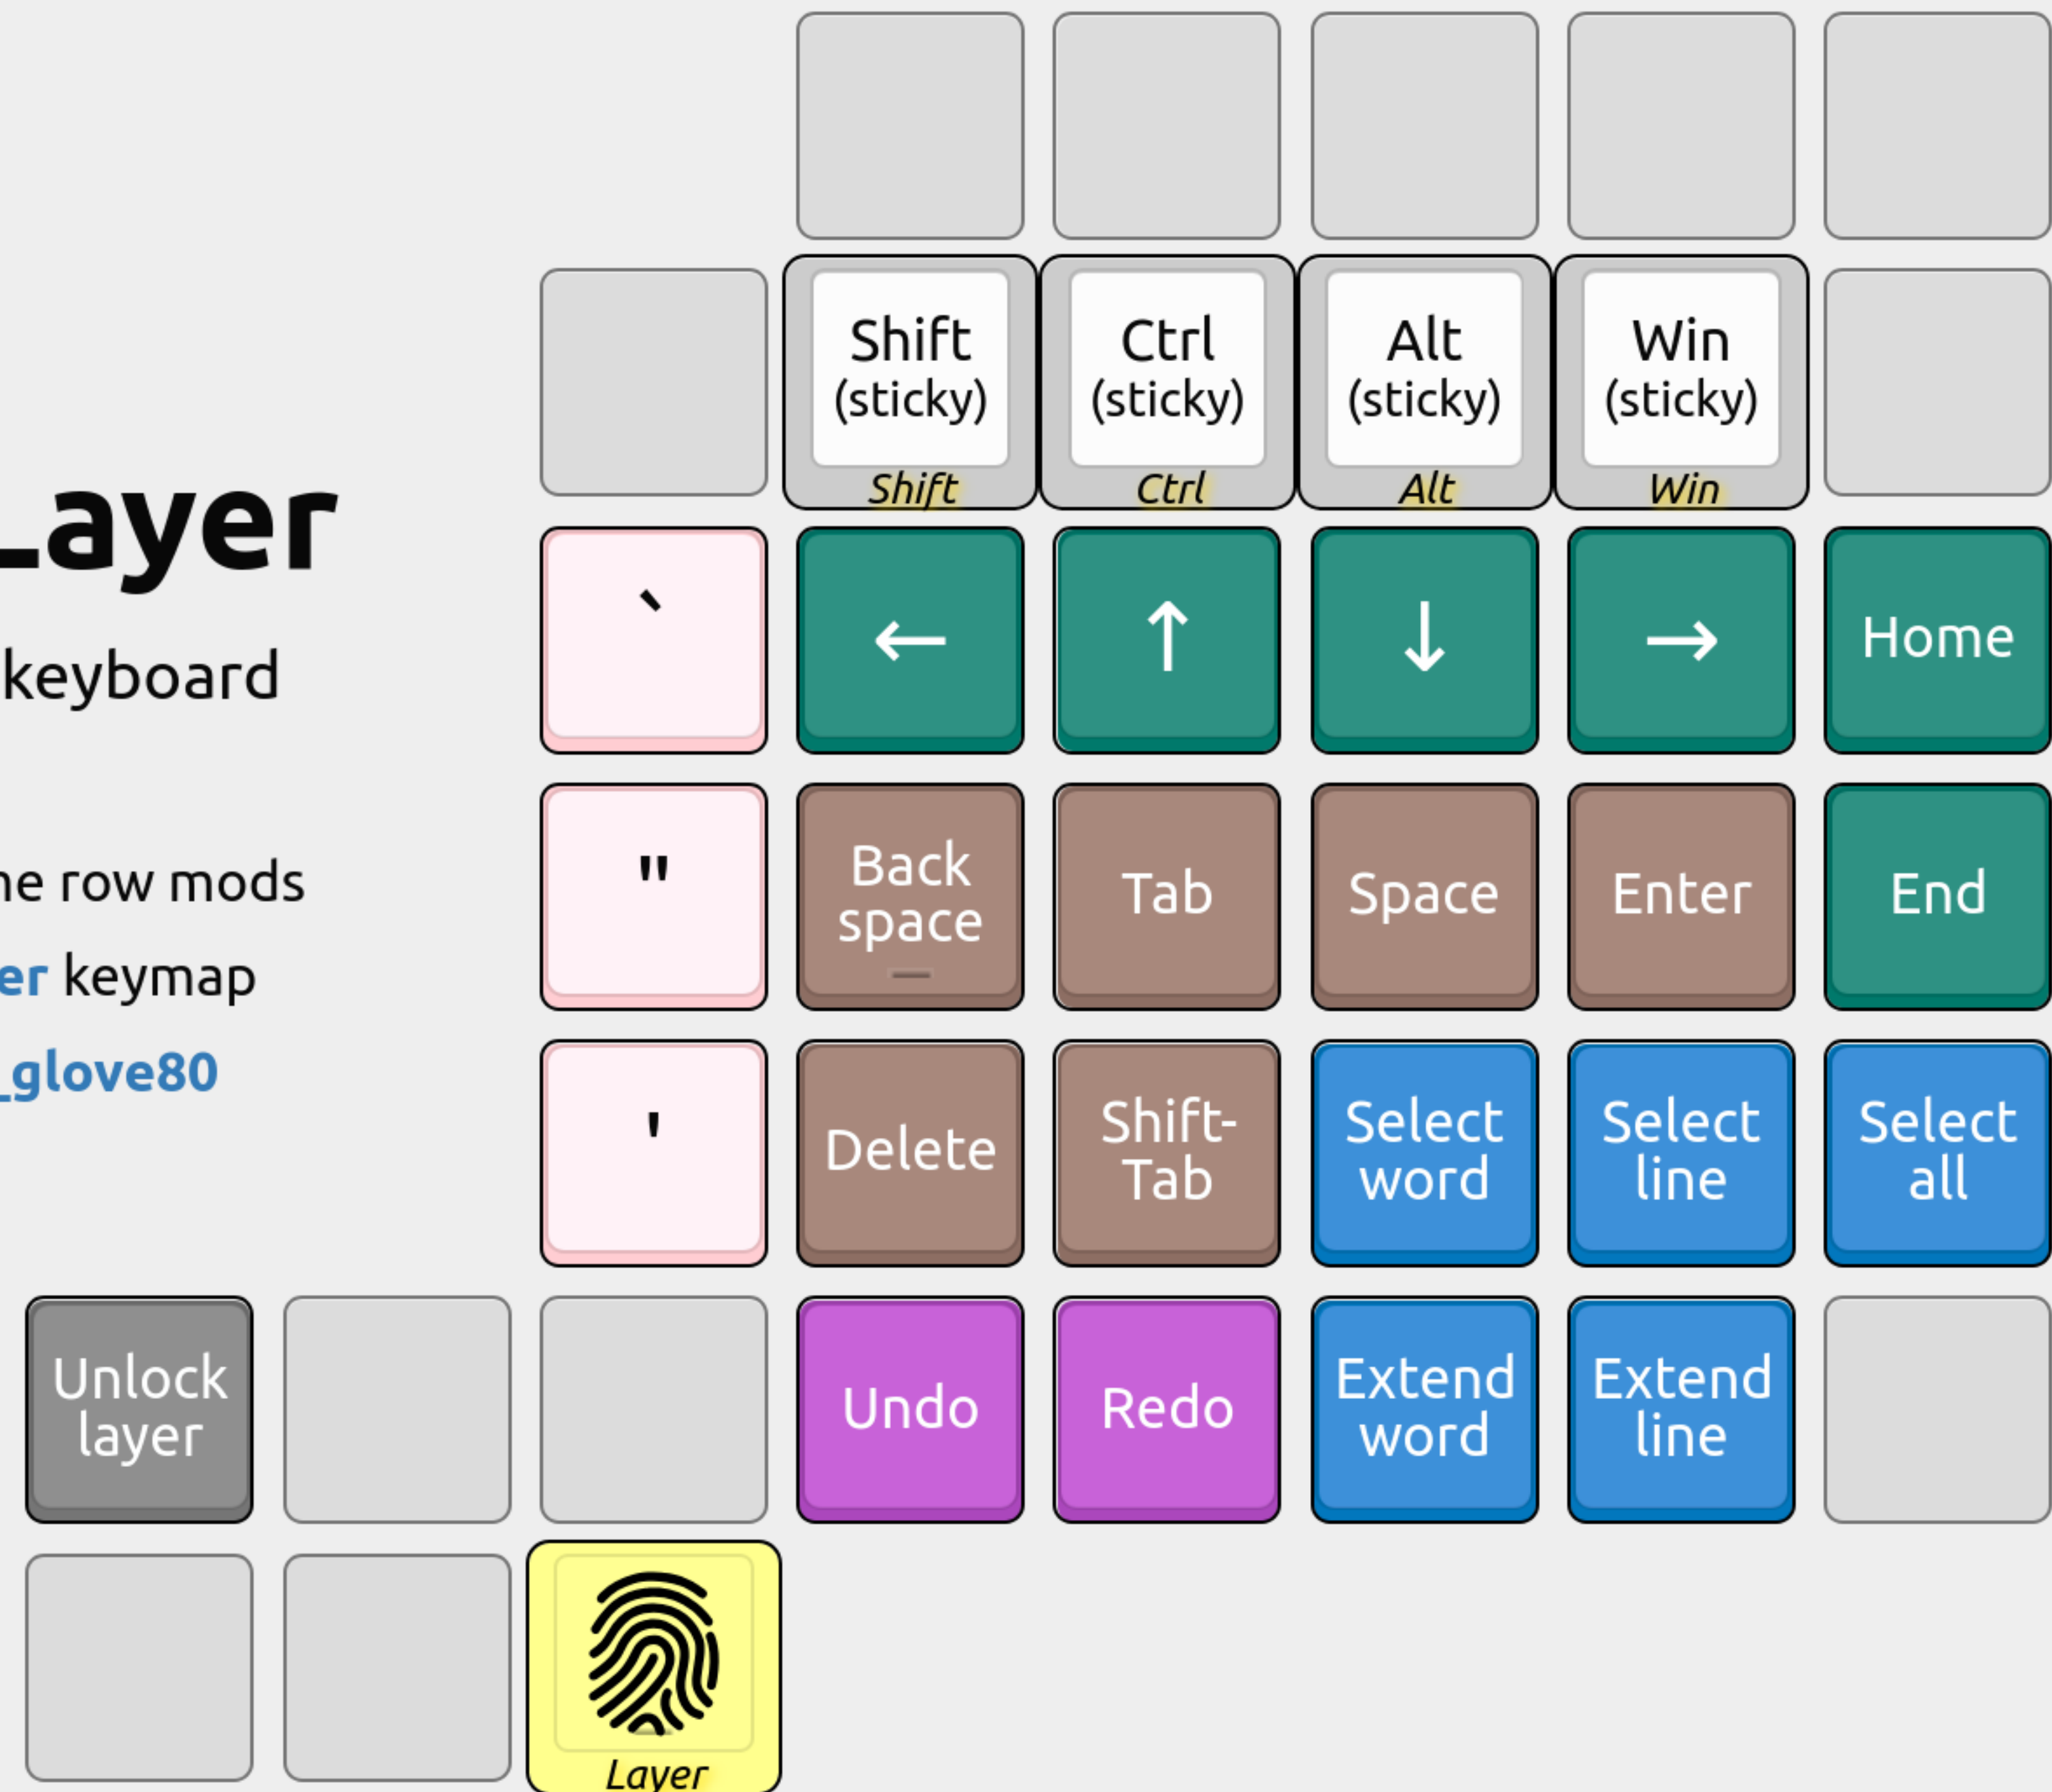 Shift
(sticky)
Shift
Ctrl
(sticky)
Ctrl
Alt
(sticky)
Alt
Win
(sticky)
Win
Layer
keyboard
row mods
keymap
_glove80
`
←
↑
↓
→
Home
"
Back
space
Tab
Space
Enter
End
'
Delete
Shift-
Tab
Select
word
Select
line
Select
all
Unlock
layer
Undo
Redo
Extend
word
Extend
line
Layer